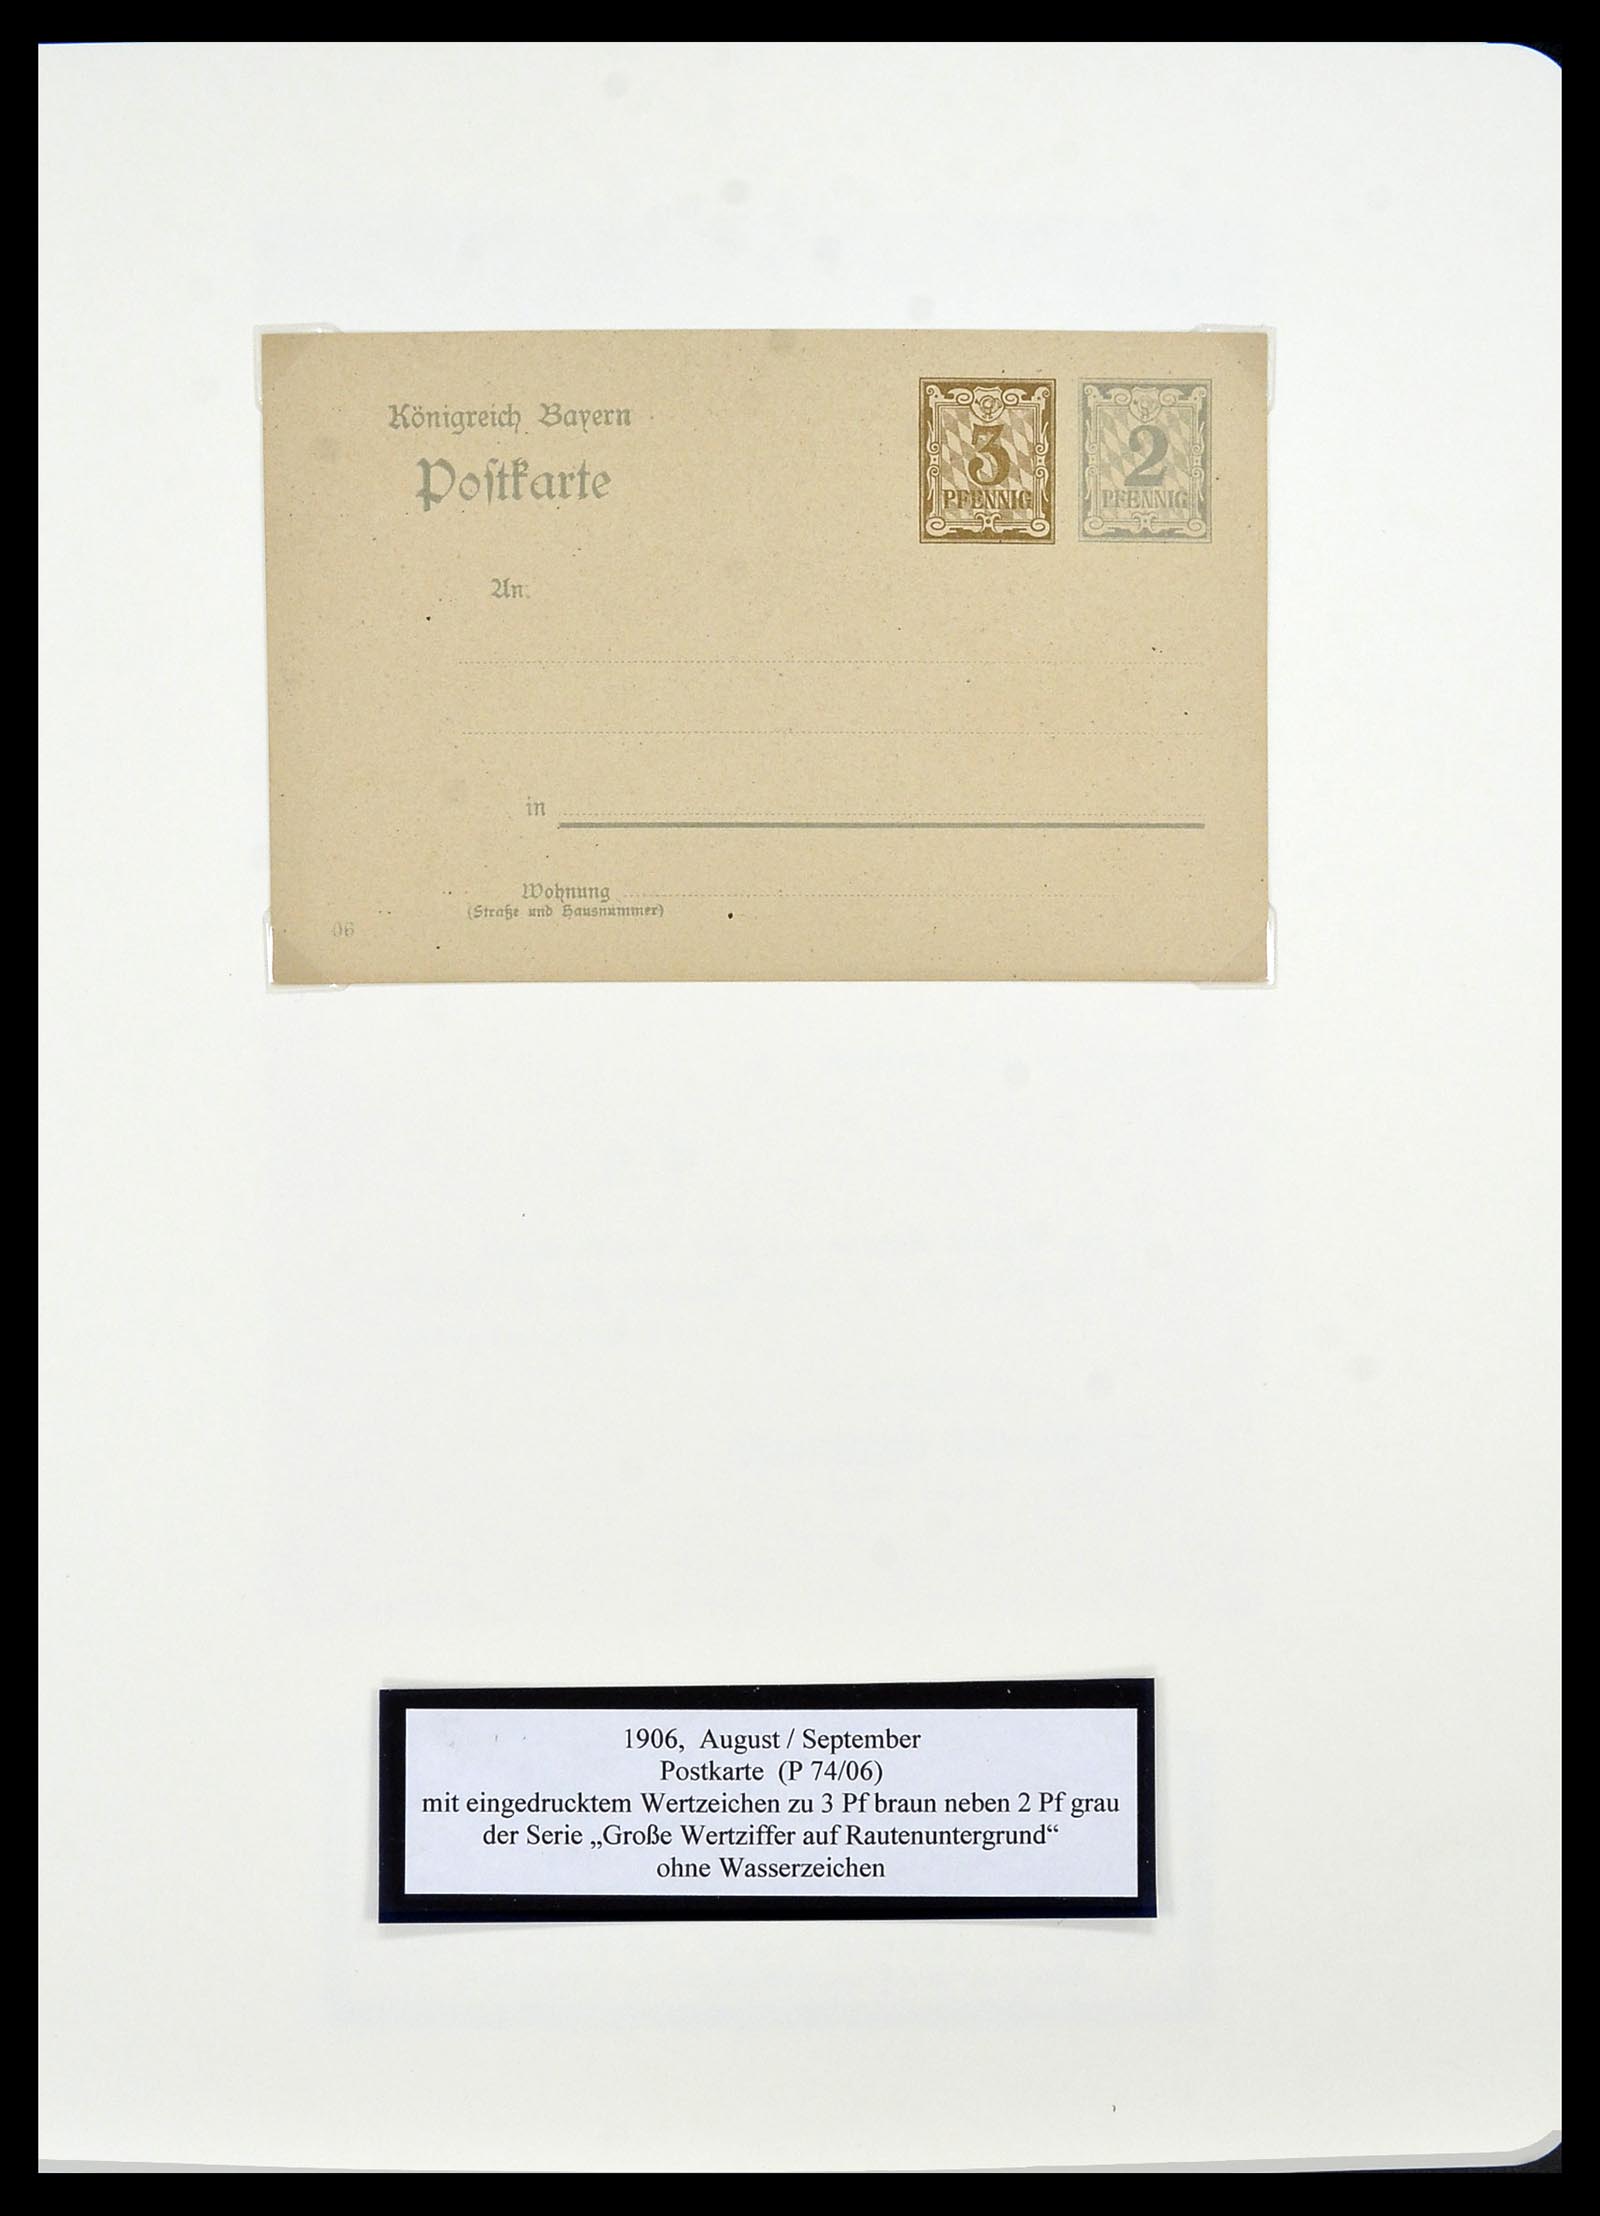 Königreich Bayern
Postkarte
3
PFENNIG
2
PFENNIG
An
in
Wohnung
(Straße und Hausnummer)
06
1906, August / September
Postkarte (P 74/06)
mit eingedrucktem Wertzeichen zu 3 Pf braun neben 2 Pf grau
der Serie „Große Wertziffer auf Rautenuntergrund“
ohne Wasserzeichen